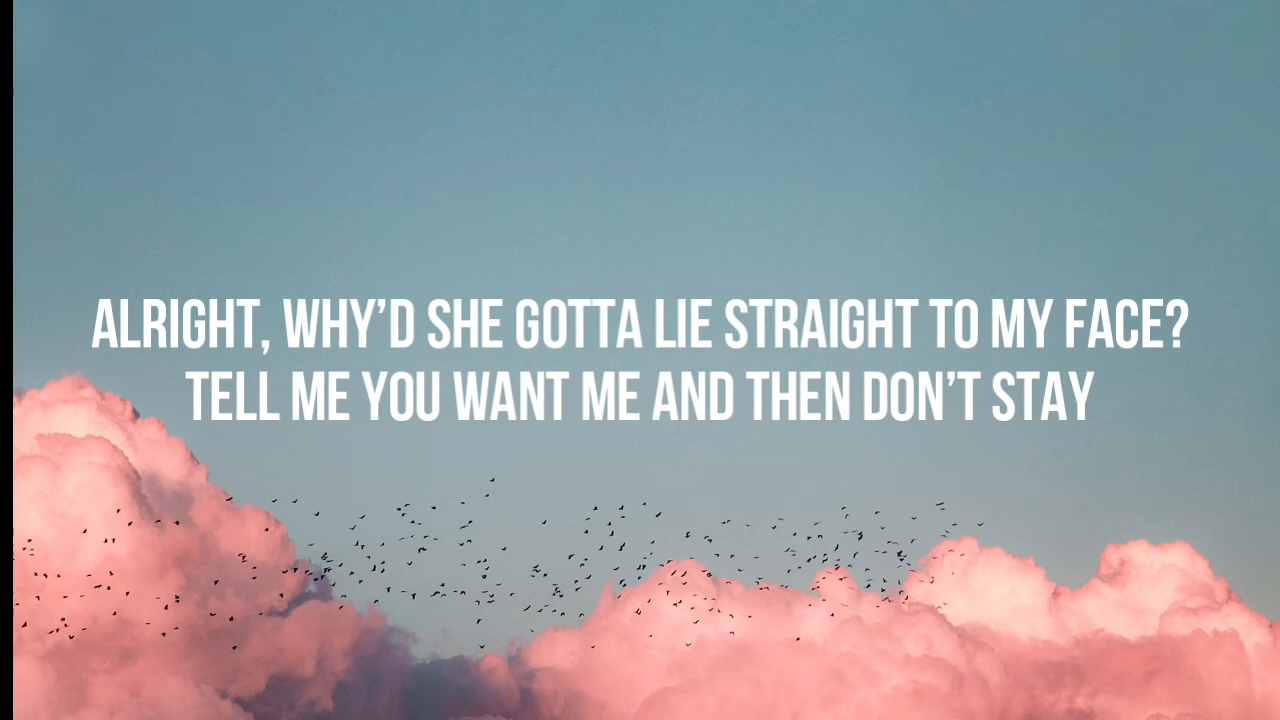 ALRIGHT, WHY’D SHE GOTTA LIE STRAIGHT TO MY FACE?
TELL ME YOU WANT ME AND THEN DON’T STAY